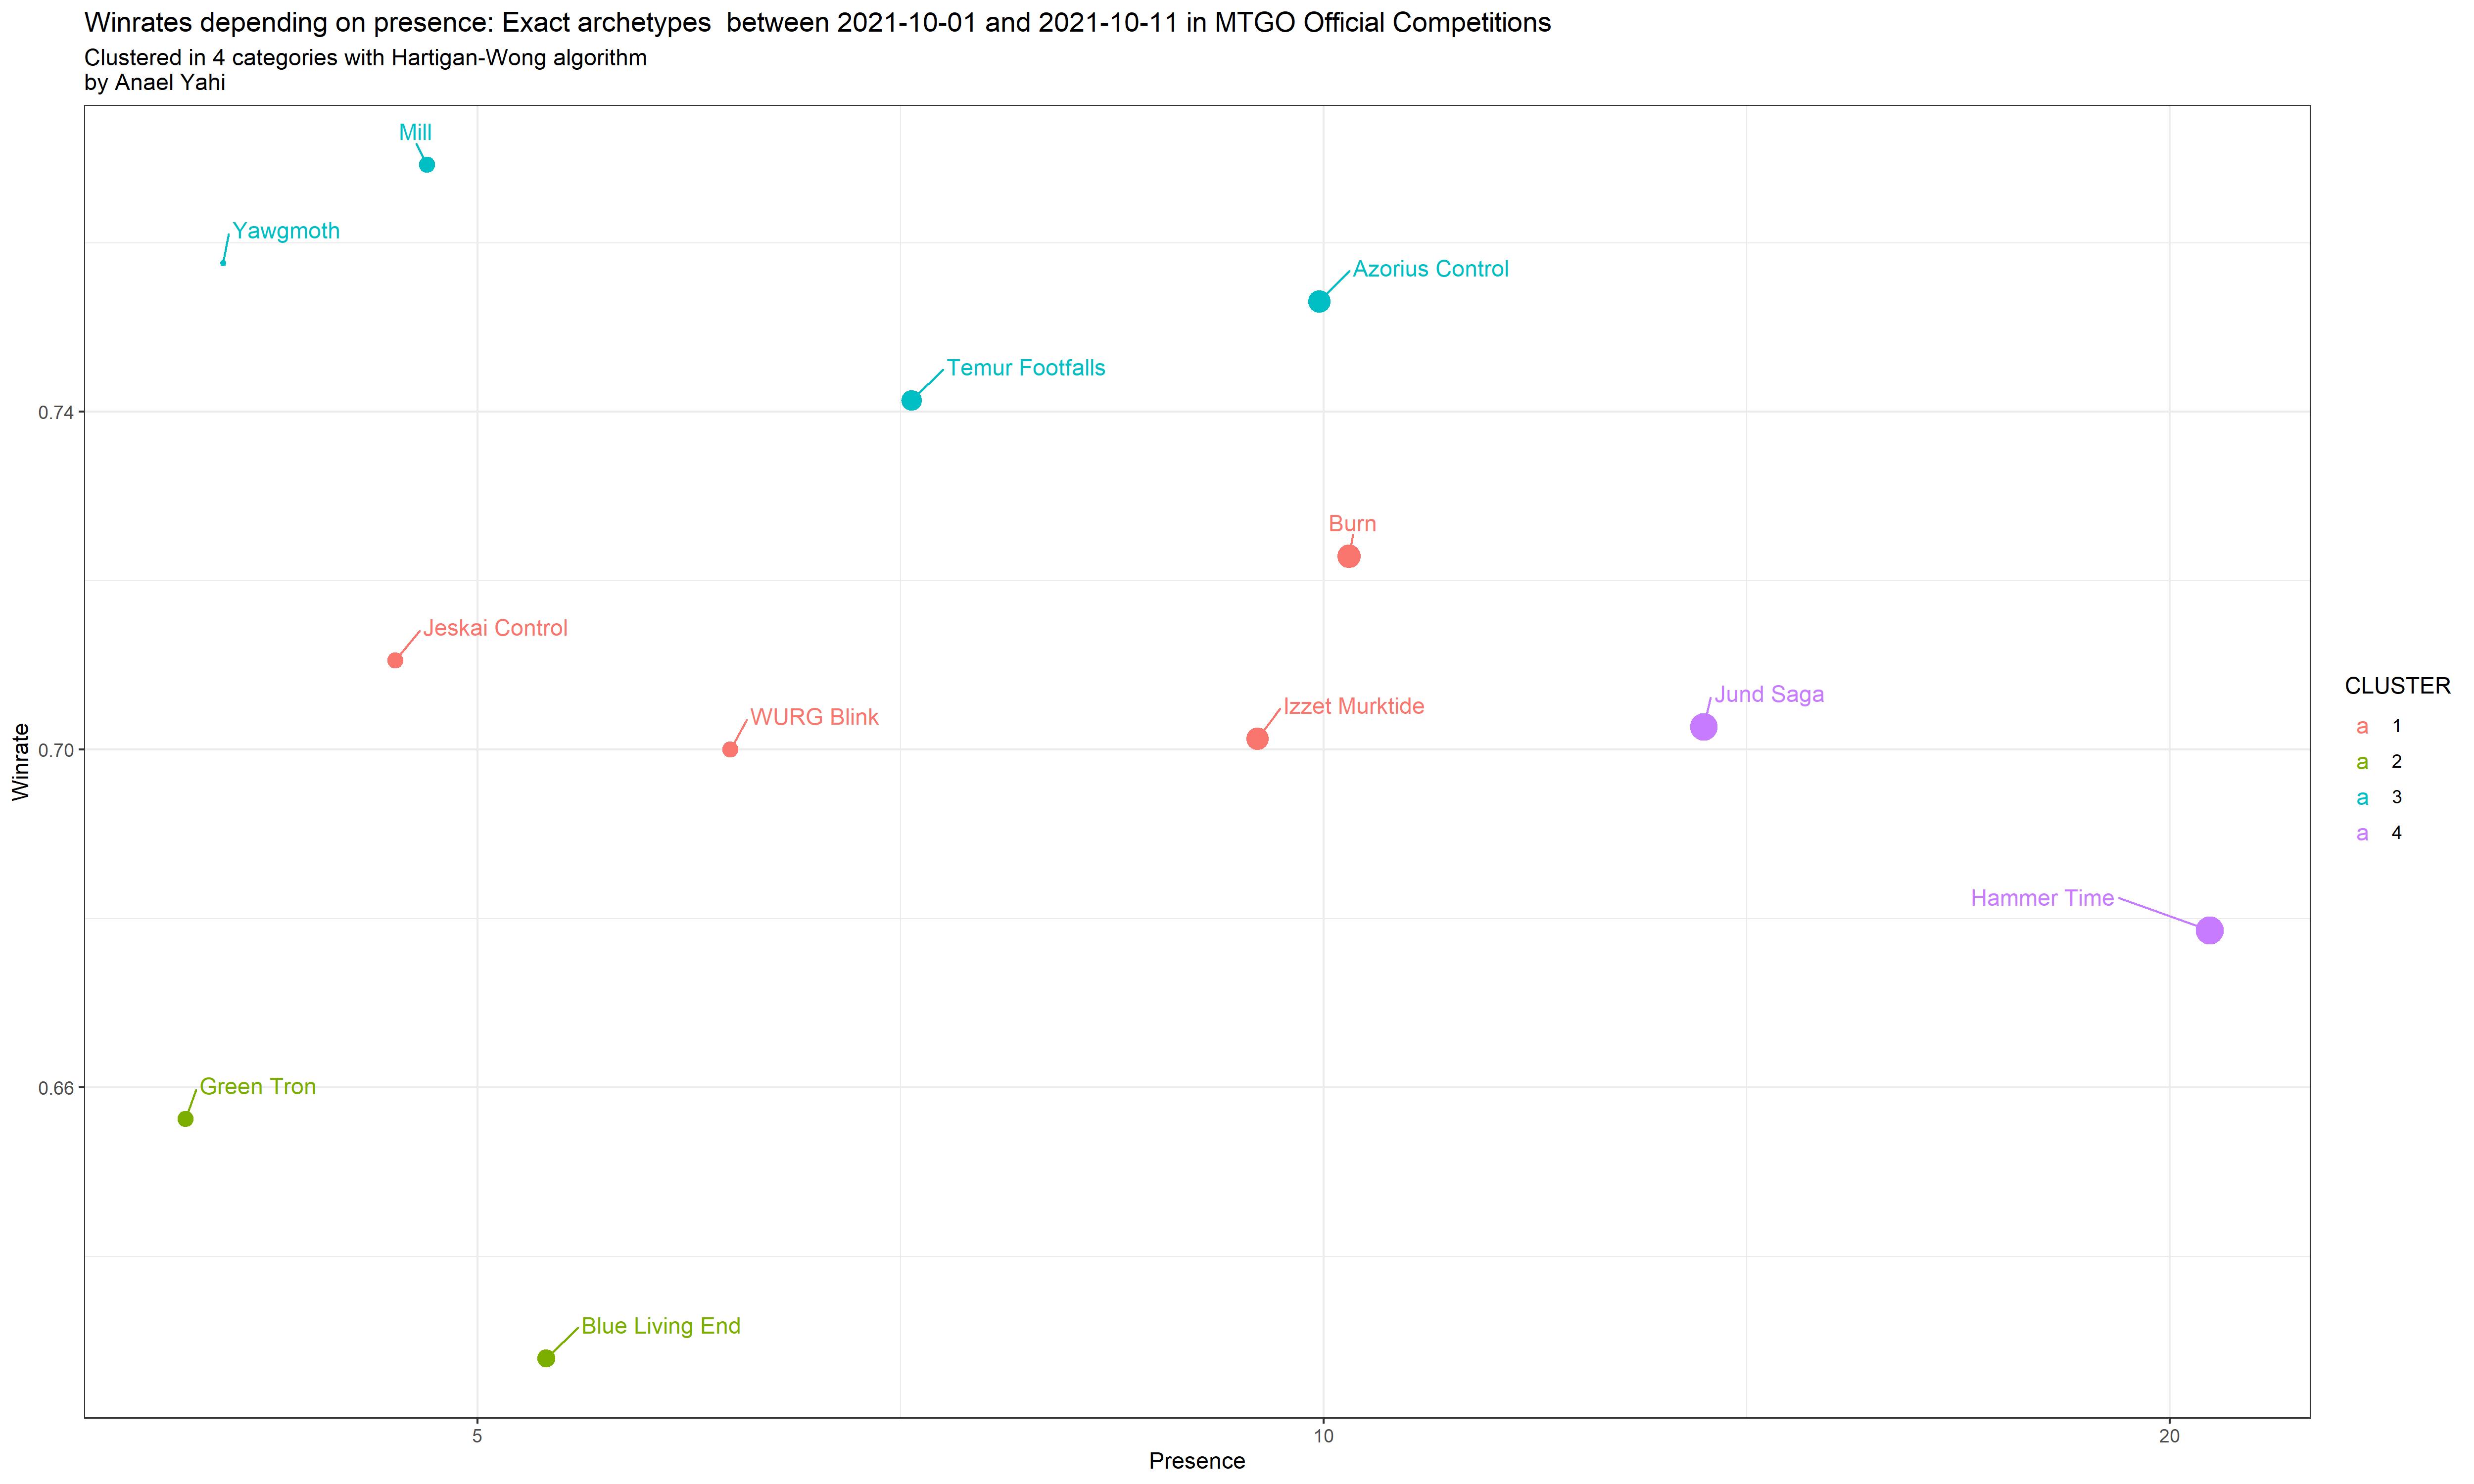 Winrates depending on presence: Exact archetypes  between 2021-10-01 and 2021-10-11 in MTGO Official Competitions
Clustered in 4 categories with Hartigan-Wong algorithm
by Anael Yahi
Mill
Yawgmoth
Azorius Control
Temur Footfalls
0.74
Burn
Jeskai Control
Jund Saga
Izzet Murktide
WURG Blink
0.70
Winrate
Hammer Time
Green Tron
0.66
Blue Living End
5
10
20
Presence
CLUSTER
a 1
a 2
a 3
a 4